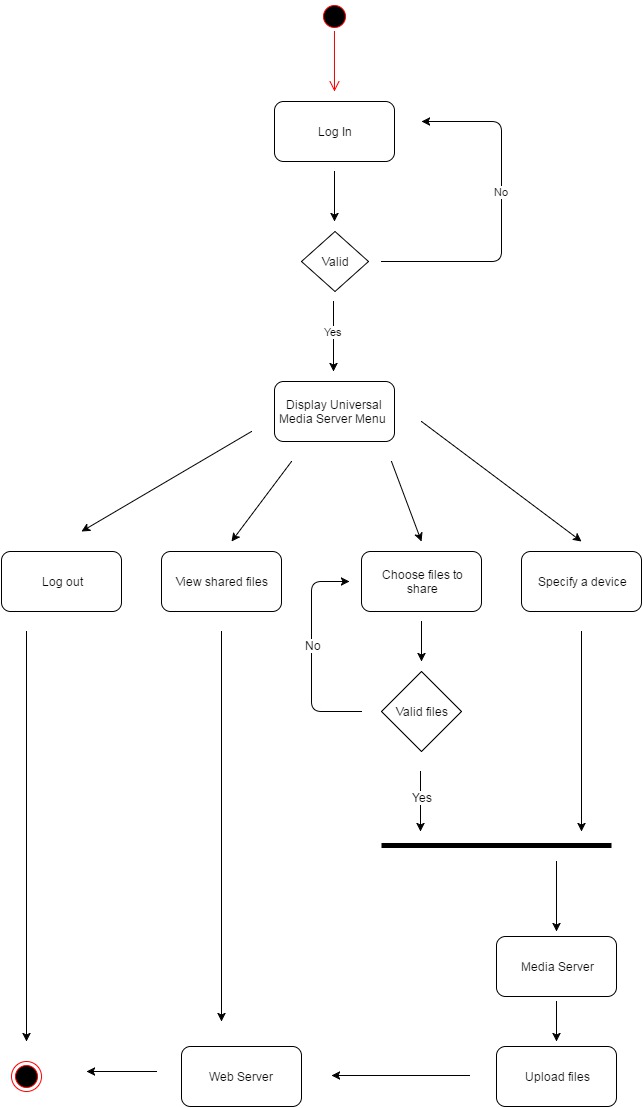 Log In
No
Valid
Yes
Display Universal
Media Server Menu
Log out
View shared files
Choose files to
share
Specify a device
No
Valid files
Yes
Media Server
Web Server
Upload files